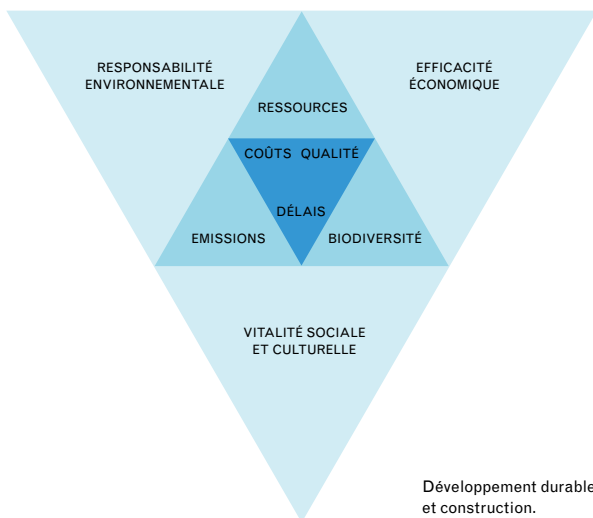 RESPONSABILITÉ
ENVIRONNEMENTALE
EFFICACITÉ
ÉCONOMIQUE
RESSOURCES
COÛTS QUALITÉ
DÉLAIS
EMISSIONS
BIODIVERSITÉ
VITALITÉ SOCIALE
ET CULTURELLE
Développement durable
et construction.